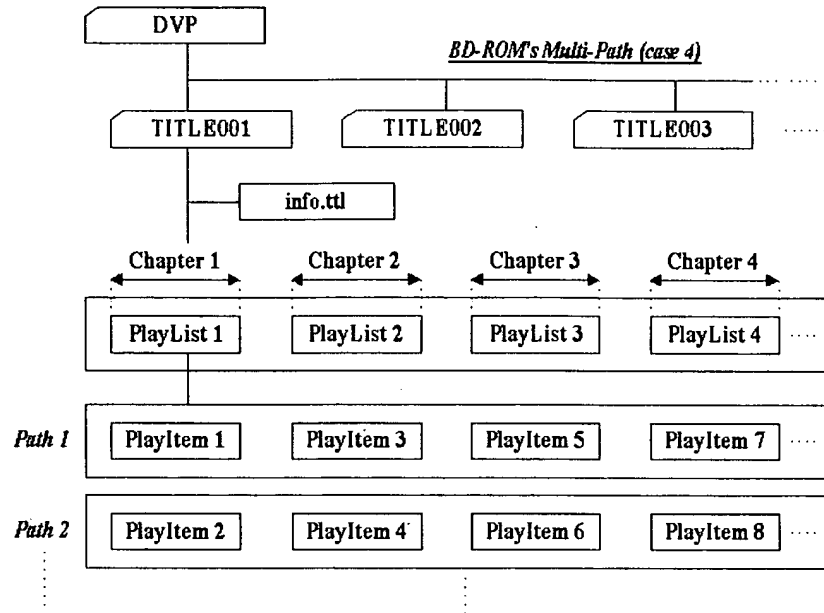 DVP
BD-ROM's Multi-Path (case 4)
TITLE001 TITLE002 TITLE003
info.ttl
Chapter 1 Chapter 2 Chapter 3 Chapter 4
PlayList 1 PlayList 2 PlayList 3 PlayList 4
Path 1 PlayItem 1 PlayItem 3 PlayItem 5 PlayItem 7
Path 2 PlayItem 2 PlayItem 4 PlayItem 6 PlayItem 8